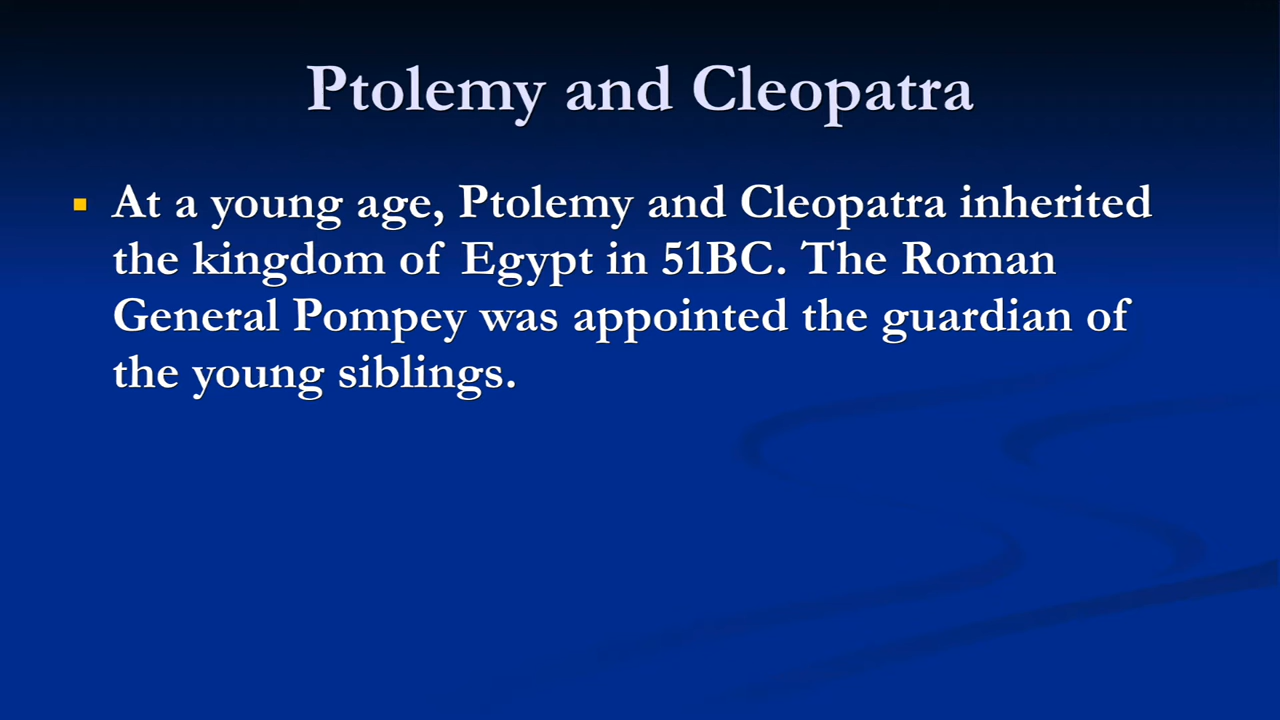 Ptolemy and Cleopatra
At a young age, Ptolemy and Cleopatra inherited
the kingdom of Egypt in 51BC. The Roman
General Pompey was appointed the guardian of
the young siblings.